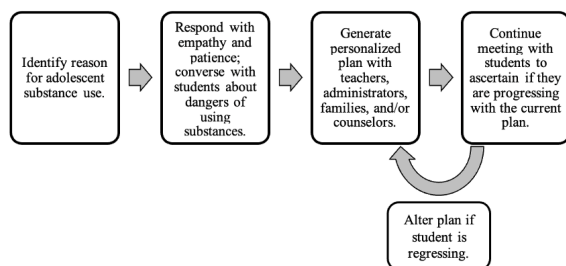 Identify reason
for adolescent
substance use.
Respond with
empathy and
patience;
converse with
students about
dangers of
using
substances.
Generate
personalized
plan with
teachers,
administrators,
families, and/or
counselors.
Continue
meeting with
students to
ascertain if they
are progressing
with the current
plan.
Alter plan if
student is
regressing.